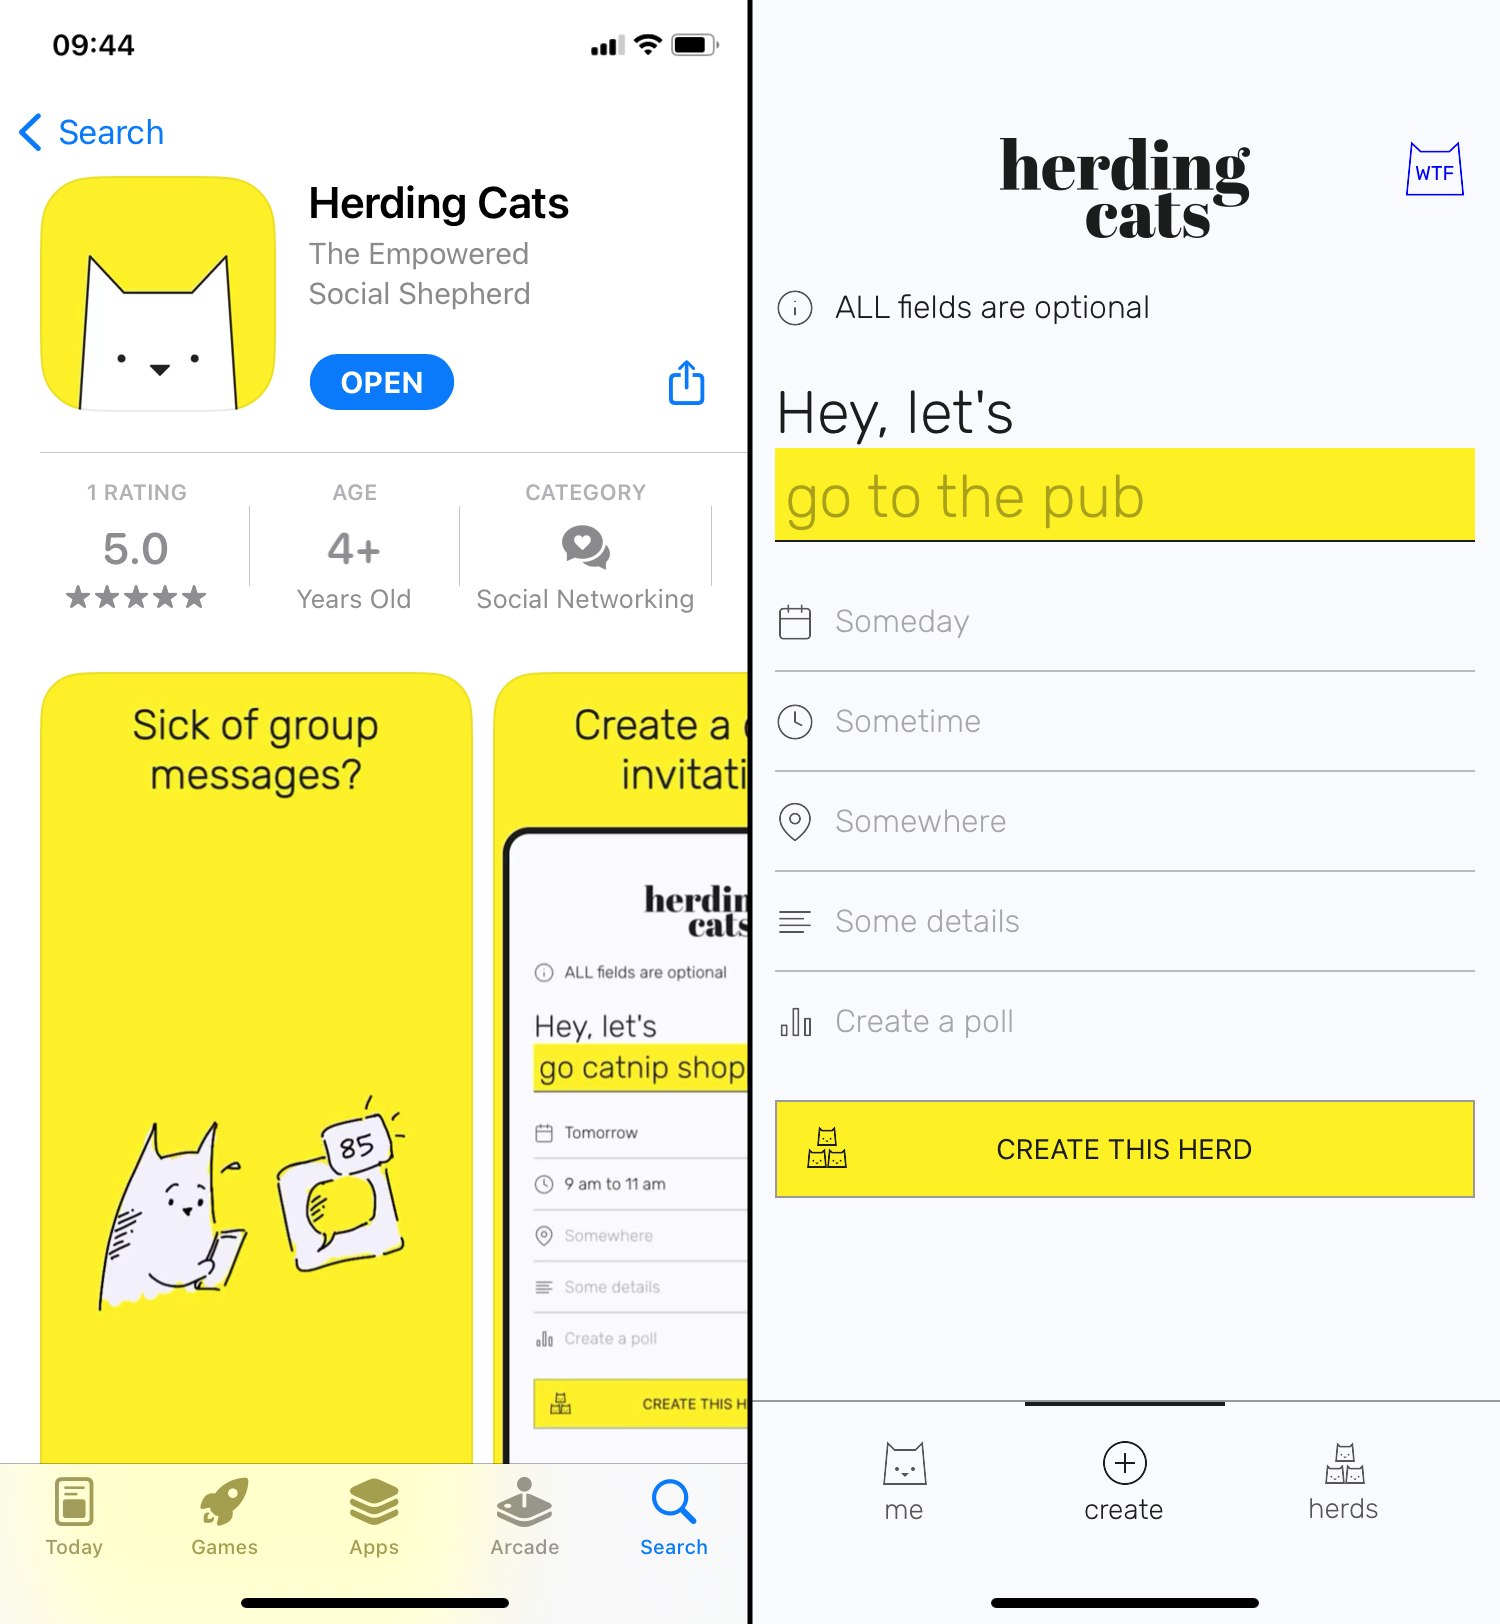 09:44
Search
Herding Cats
The Empowered
Social Shepherd
OPEN
1 RATING
AGE
CATEGORY
5.0
4+
Years Old
Social Networking
Sick of group
messages?
85
Create a
invitati
herdin
cats
ALL fields are optional
Hey, let's
go catnip shop
Tomorrow
9 am to 11 am
Somewhere
Some details
Create a poll
CREATE THIS H
Today
Games
Apps
Arcade
Search
herding
cats
WTF
ALL fields are optional
Hey, let's
go to the pub
Someday
Sometime
Somewhere
Some details
Create a poll
CREATE THIS HERD
me
create
herds